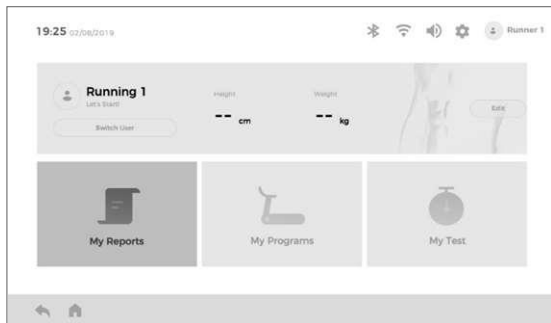 19:25 02/08/2019
Runner 1
Running 1
Let's Start!
Switch User
Height
-- cm
Weight
-- kg
Edit
My Reports
My Programs
My Test